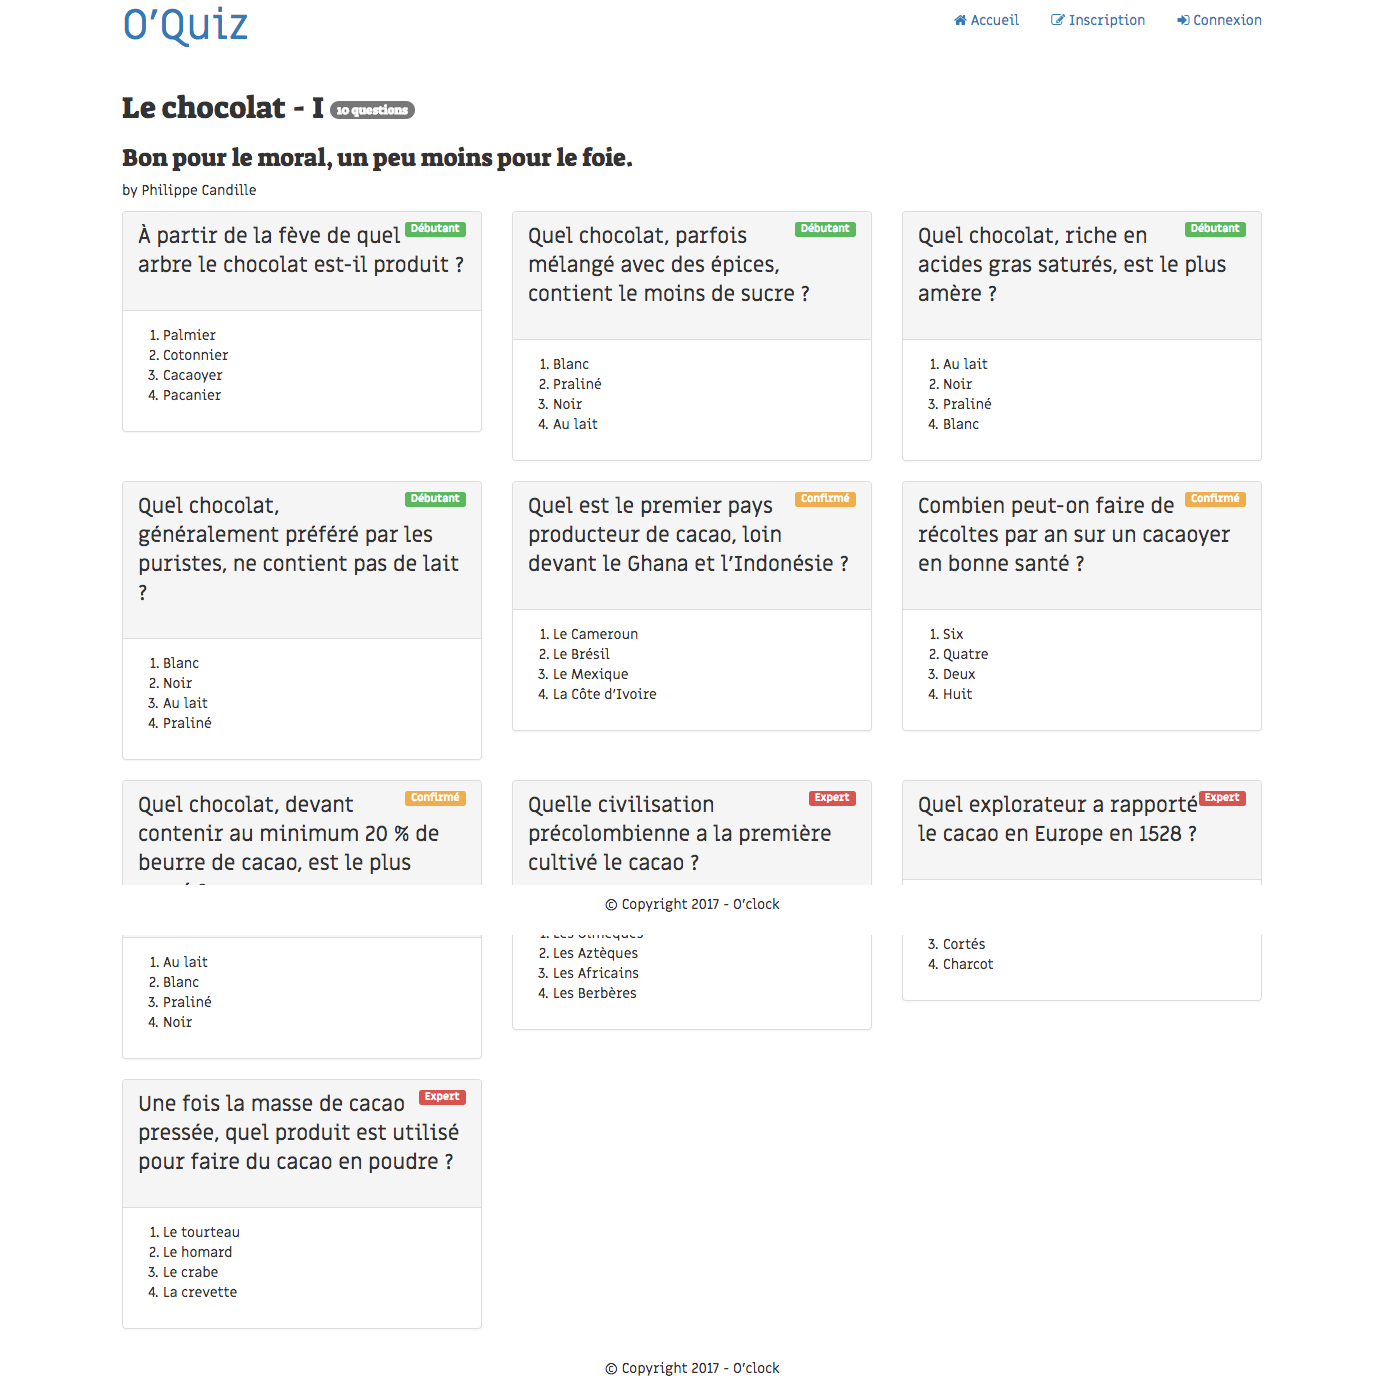 O'Quiz
Accueil
Inscription
Connexion
Le chocolat - I 10 questions
Bon pour le moral, un peu moins pour le foie.
by Philippe Candille
À partir de la fève de quel Débutant
arbre le chocolat est-il produit ?
1. Palmier
2. Cotonnier
3. Cacaoyer
4. Pacanier
Quel chocolat, parfois Débutant
mélangé avec des épices,
contient le moins de sucre ?
1. Blanc
2. Praliné
3. Noir
4. Au lait
Quel chocolat, riche en Débutant
acides gras saturés, est le plus
amère ?
1. Au lait
2. Noir
3. Praliné
4. Blanc
Quel chocolat, Débutant
généralement préféré par les
puristes, ne contient pas de lait
?
1. Blanc
2. Noir
3. Au lait
4. Praliné
Quel est le premier pays Confirmé
producteur de cacao, loin
devant le Ghana et l'Indonésie ?
1. Le Cameroun
2. Le Brésil
3. Le Mexique
4. La Côte d'Ivoire
Combien peut-on faire de Confirmé
récoltes par an sur un cacaoyer
en bonne santé ?
1. Six
2. Quatre
3. Deux
4. Huit
Quel chocolat, devant Confirmé
contenir au minimum 20 % de
beurre de cacao, est le plus
1. Au lait
2. Blanc
3. Praliné
4. Noir
Quelle civilisation Expert
précolombienne a la première
cultivé le cacao ?
1. Les Olmèques
2. Les Aztèques
3. Les Africains
4. Les Berbères
Quel explorateur a rapporté Expert
le cacao en Europe en 1528 ?
3. Cortés
4. Charcot
© Copyright 2017 - O'clock
Une fois la masse de cacao Expert
pressée, quel produit est utilisé
pour faire du cacao en poudre ?
1. Le tourteau
2. Le homard
3. Le crabe
4. La crevette
© Copyright 2017 - O'clock